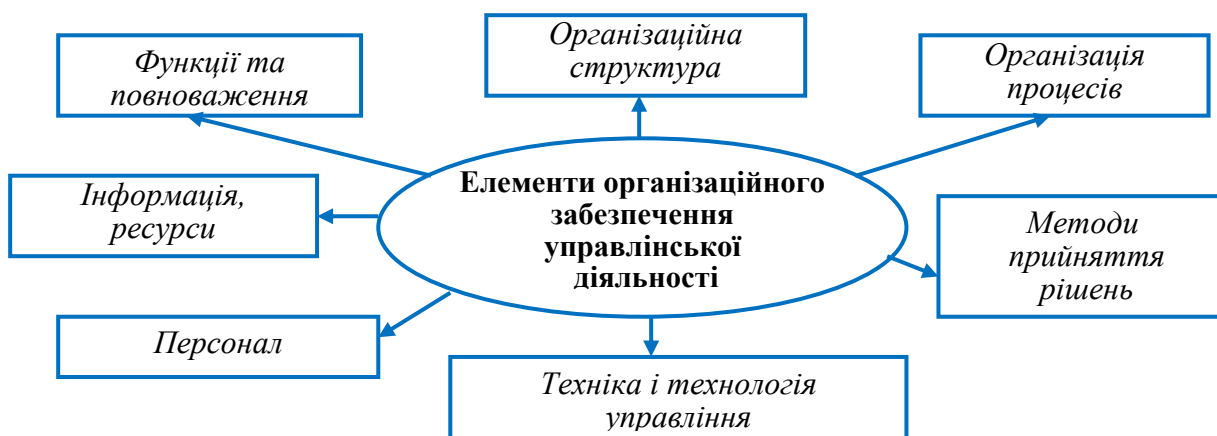 Організаційна
структура
Функції та
повноваження
Організація
процесів
Елементи організаційного
забезпечення
управлінської
діяльності
Інформація,
ресурси
Методи
прийняття
рішень
Персонал
Техніка і технологія
управління